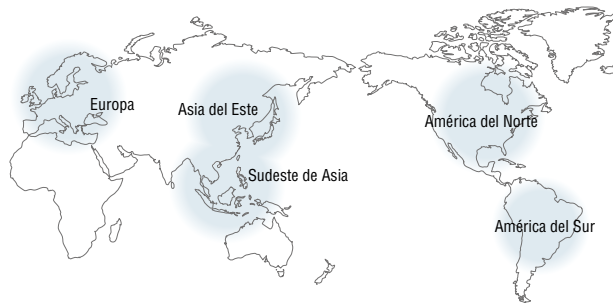 Europa
Asia del Este
América del Norte
Sudeste de Asia
América del Sur